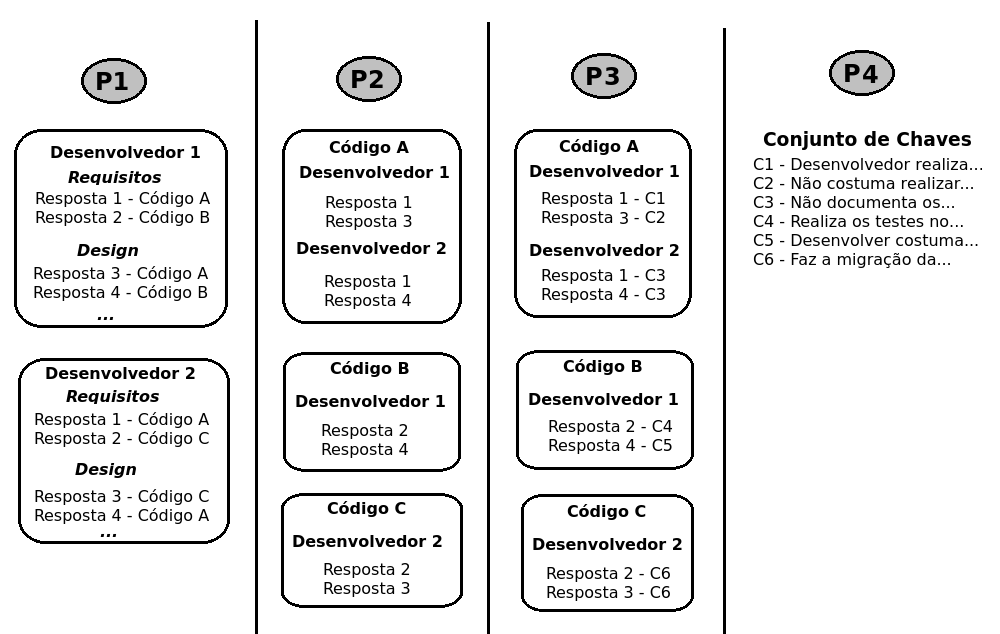 P1
Desenvolvedor 1
Requisitos
Resposta 1 - Código A
Resposta 2 - Código B
Design
Resposta 3 - Código A
Resposta 4 - Código B
...
Desenvolvedor 2
Requisitos
Resposta 1 - Código A
Resposta 2 - Código C
Design
Resposta 3 - Código C
Resposta 4 - Código A
...
P2
Código A
Desenvolvedor 1
Resposta 1
Resposta 3
Desenvolvedor 2
Resposta 1
Resposta 4
Código B
Desenvolvedor 1
Resposta 2
Resposta 4
Código C
Desenvolvedor 2
Resposta 2
Resposta 3
P3
Código A
Desenvolvedor 1
Resposta 1 - C1
Resposta 3 - C2
Desenvolvedor 2
Resposta 1 - C3
Resposta 4 - C3
Código B
Desenvolvedor 1
Resposta 2 - C4
Resposta 4 - C5
Código C
Desenvolvedor 2
Resposta 2 - C6
Resposta 3 - C6
P4
Conjunto de Chaves
C1 - Desenvolvedor realiza...
C2 - Não costuma realizar...
C3 - Não documenta os...
C4 - Realiza os testes no...
C5 - Desenvolver costuma...
C6 - Faz a migração da...